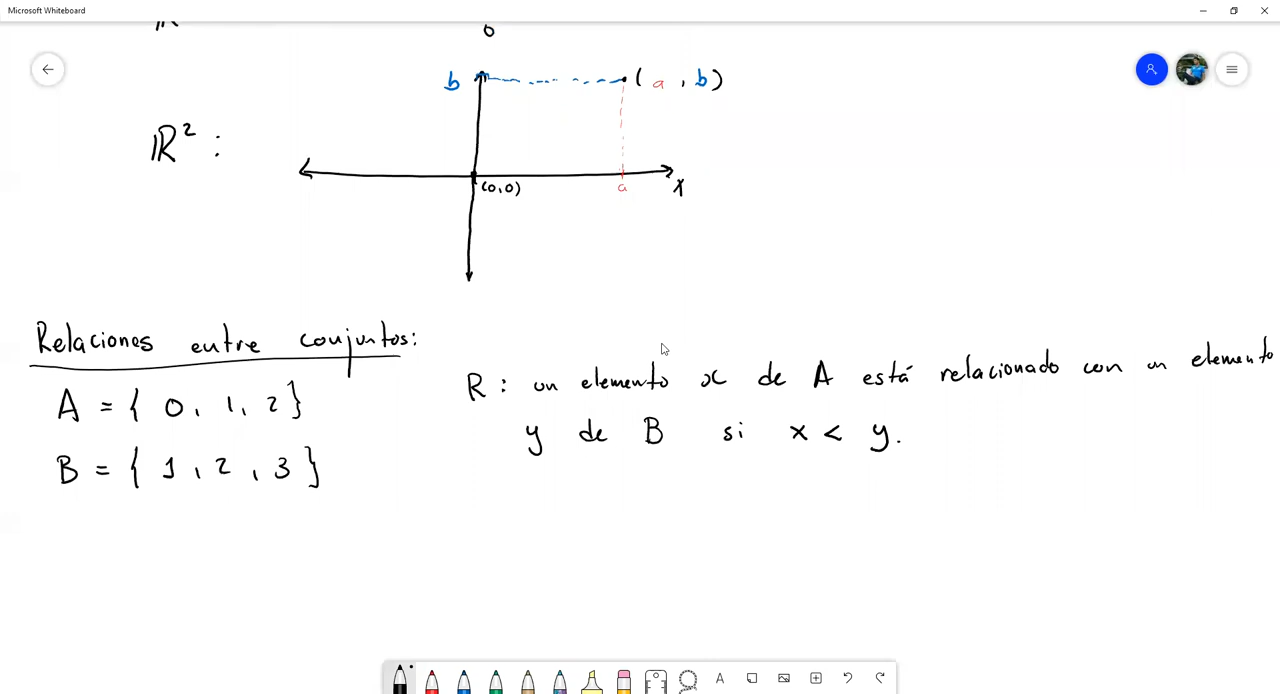 Microsoft Whiteboard
0
b
(a, b)
ℝ² :
(0,0)
a
x
Relaciones entre conjuntos:
A = { 0, 1, 2 }
B = { 1, 2, 3 }
R : un elemento x de A está relacionado con un elemento
y de B si x < y.
A